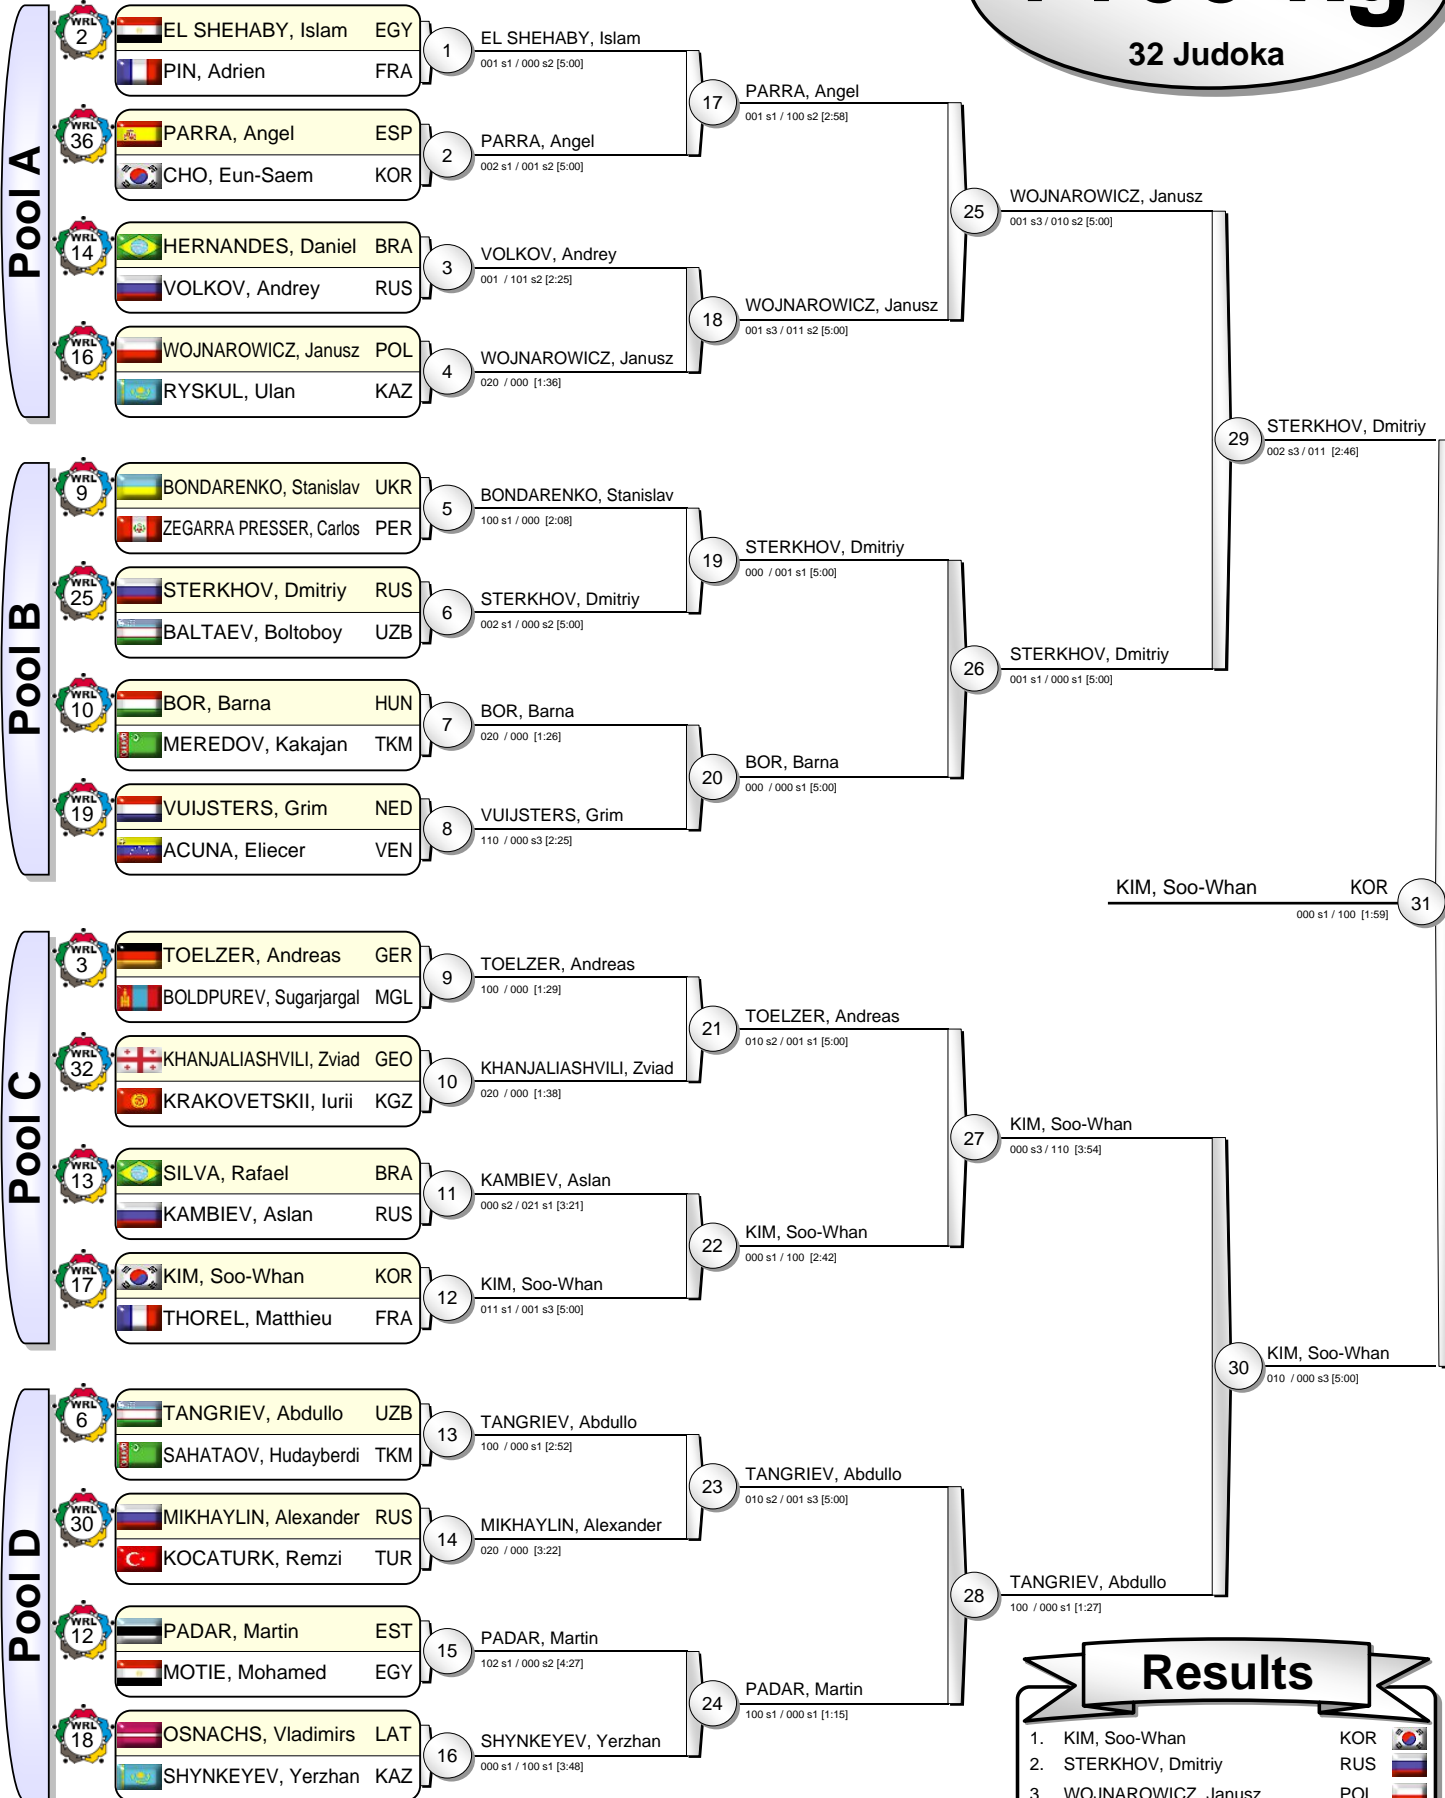 32 Judoka
Pool A
WRL 2
EL SHEHABY, Islam EGY
PIN, Adrien FRA
WRL 36
PARRA, Angel ESP
CHO, Eun-Saem KOR
WRL 14
HERNANDES, Daniel BRA
VOLKOV, Andrey RUS
WRL 16
WOJNAROWICZ, Janusz POL
RYSKUL, Ulan KAZ
Pool B
WRL 9
BONDARENKO, Stanislav UKR
ZEGARRA PRESSER, Carlos PER
WRL 25
STERKHOV, Dmitriy RUS
BALTAEV, Boltoboy UZB
WRL 10
BOR, Barna HUN
MEREDOV, Kakajan TKM
WRL 19
VUIJSTERS, Grim NED
ACUNA, Eliecer VEN
Pool C
WRL 3
TOELZER, Andreas GER
BOLDPUREV, Sugarjargal MGL
WRL 32
KHANJALIASHVILI, Zviad GEO
KRAKOVETSKII, Iurii KGZ
WRL 13
SILVA, Rafael BRA
KAMBIEV, Aslan RUS
WRL 17
KIM, Soo-Whan KOR
THOREL, Matthieu FRA
Pool D
WRL 6
TANGRIEV, Abdullo UZB
SAHATAOV, Hudayberdi TKM
WRL 30
MIKHAYLIN, Alexander RUS
KOCATURK, Remzi TUR
WRL 12
PADAR, Martin EST
MOTIE, Mohamed EGY
WRL 18
OSNACHS, Vladimirs LAT
SHYNKEYEV, Yerzhan KAZ
1 EL SHEHABY, Islam
001 s1 / 000 s2 [5:00]
2 PARRA, Angel
002 s1 / 001 s2 [5:00]
3 VOLKOV, Andrey
001 / 101 s2 [2:25]
4 WOJNAROWICZ, Janusz
020 / 000 [1:36]
5 BONDARENKO, Stanislav
100 s1 / 000 [2:08]
6 STERKHOV, Dmitriy
002 s1 / 000 s2 [5:00]
7 BOR, Barna
020 / 000 [1:26]
8 VUIJSTERS, Grim
110 / 000 s3 [2:25]
9 TOELZER, Andreas
100 / 000 [1:29]
10 KHANJALIASHVILI, Zviad
020 / 000 [1:38]
11 KAMBIEV, Aslan
000 s2 / 021 s1 [3:21]
12 KIM, Soo-Whan
011 s1 / 001 s3 [5:00]
13 TANGRIEV, Abdullo
100 / 000 s1 [2:52]
14 MIKHAYLIN, Alexander
020 / 000 [3:22]
15 PADAR, Martin
102 s1 / 000 s2 [4:27]
16 SHYNKEYEV, Yerzhan
000 s1 / 100 s1 [3:48]
17 PARRA, Angel
001 s1 / 100 s2 [2:58]
18 WOJNAROWICZ, Janusz
001 s3 / 011 s2 [5:00]
19 STERKHOV, Dmitriy
000 / 001 s1 [5:00]
20 BOR, Barna
000 / 000 s1 [5:00]
21 TOELZER, Andreas
010 s2 / 001 s1 [5:00]
22 KIM, Soo-Whan
000 s1 / 100 [2:42]
23 TANGRIEV, Abdullo
010 s2 / 001 s3 [5:00]
24 PADAR, Martin
100 s1 / 000 s1 [1:15]
25 WOJNAROWICZ, Janusz
001 s3 / 010 s2 [5:00]
26 STERKHOV, Dmitriy
001 s1 / 000 s1 [5:00]
27 KIM, Soo-Whan
000 s3 / 110 [3:54]
28 TANGRIEV, Abdullo
100 / 000 s1 [1:27]
29 STERKHOV, Dmitriy
002 s3 / 011 [2:46]
30 KIM, Soo-Whan
010 / 000 s3 [5:00]
KIM, Soo-Whan KOR 31
000 s1 / 100 [1:59]
Results
1. KIM, Soo-Whan KOR
2. STERKHOV, Dmitriy RUS
3. WOJNAROWICZ, Janusz POL